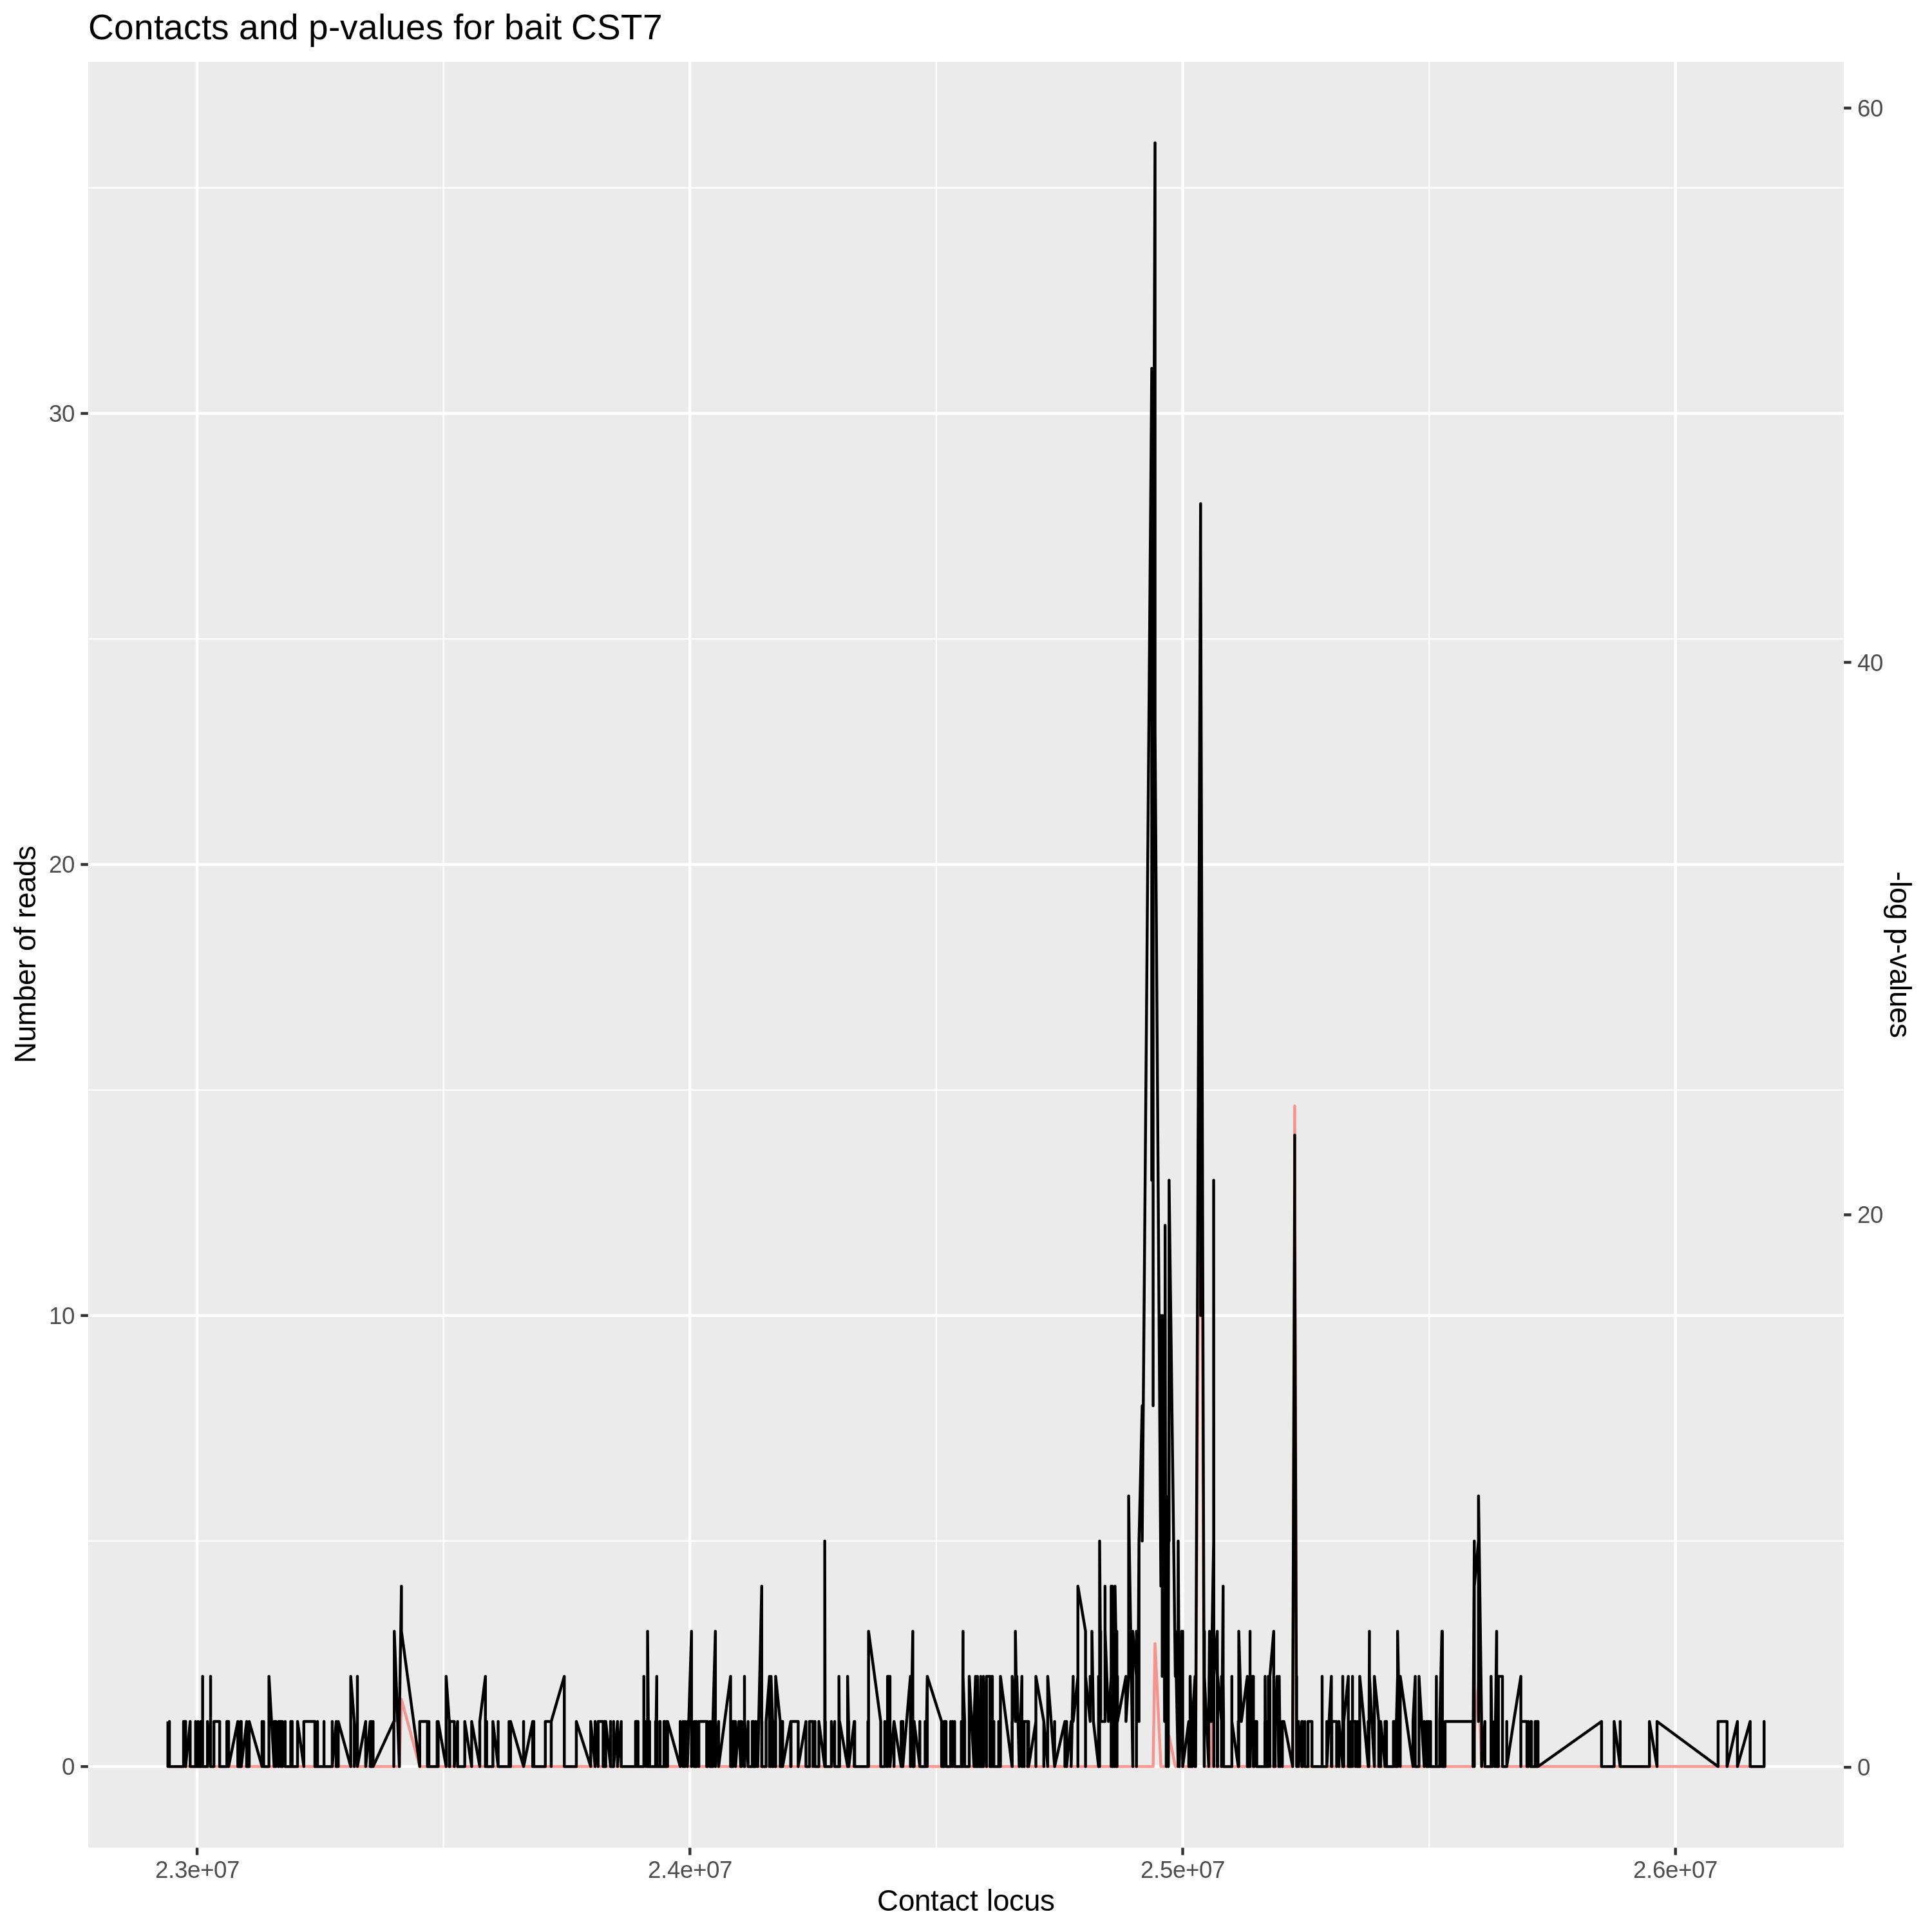 Contacts and p-values for bait CST7
60
30
40
20
20
10
0
0
Number of reads
-log p-values
2.3e+07
2.4e+07
2.5e+07
2.6e+07
Contact locus